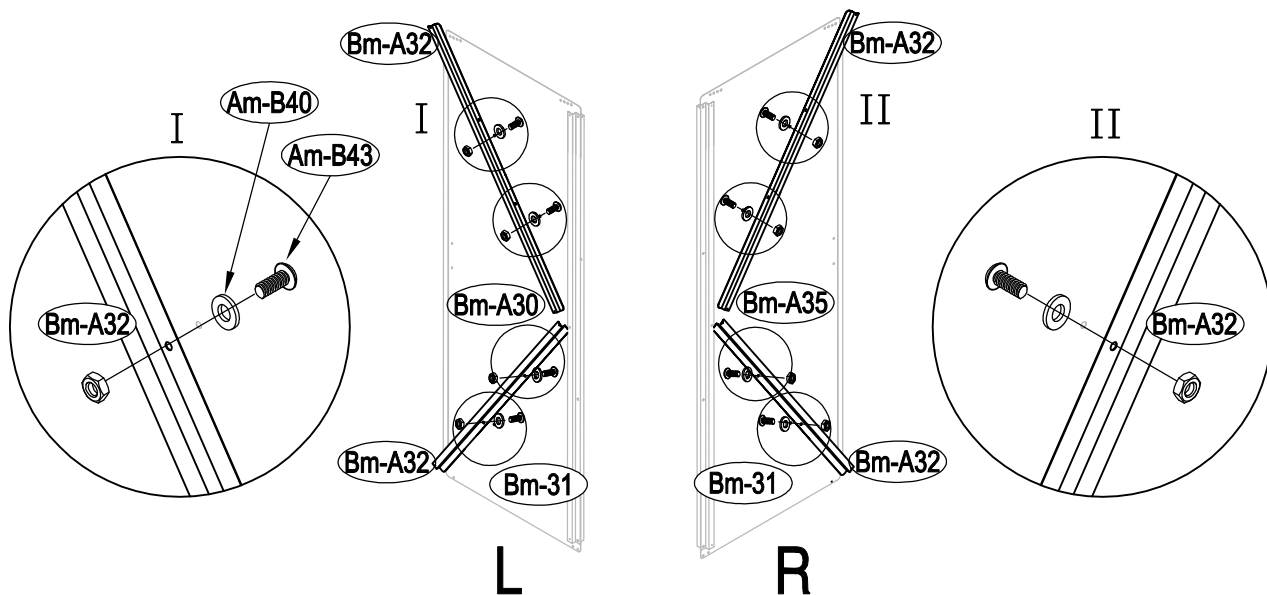 Bm-A32
Bm-A32
Am-B40
I
I
II
II
Am-B43
Bm-A30
Bm-A35
Bm-A32
Bm-A32
Bm-A32
Bm-31
Bm-31
Bm-A32
L
R